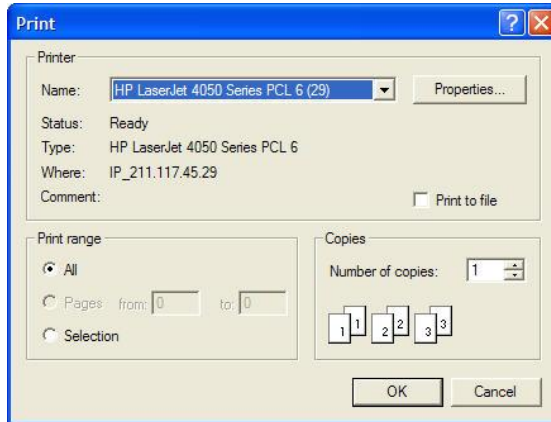 Print
Printer
Name: HP LaserJet 4050 Series PCL 6 (29) Properties...
Status: Ready
Type: HP LaserJet 4050 Series PCL 6
Where: IP_211.117.45.29
Comment: Print to file
Print range
All
Pages from: 0 to: 0
Selection
Copies
Number of copies: 1
1 1 2 2 3 3
OK Cancel